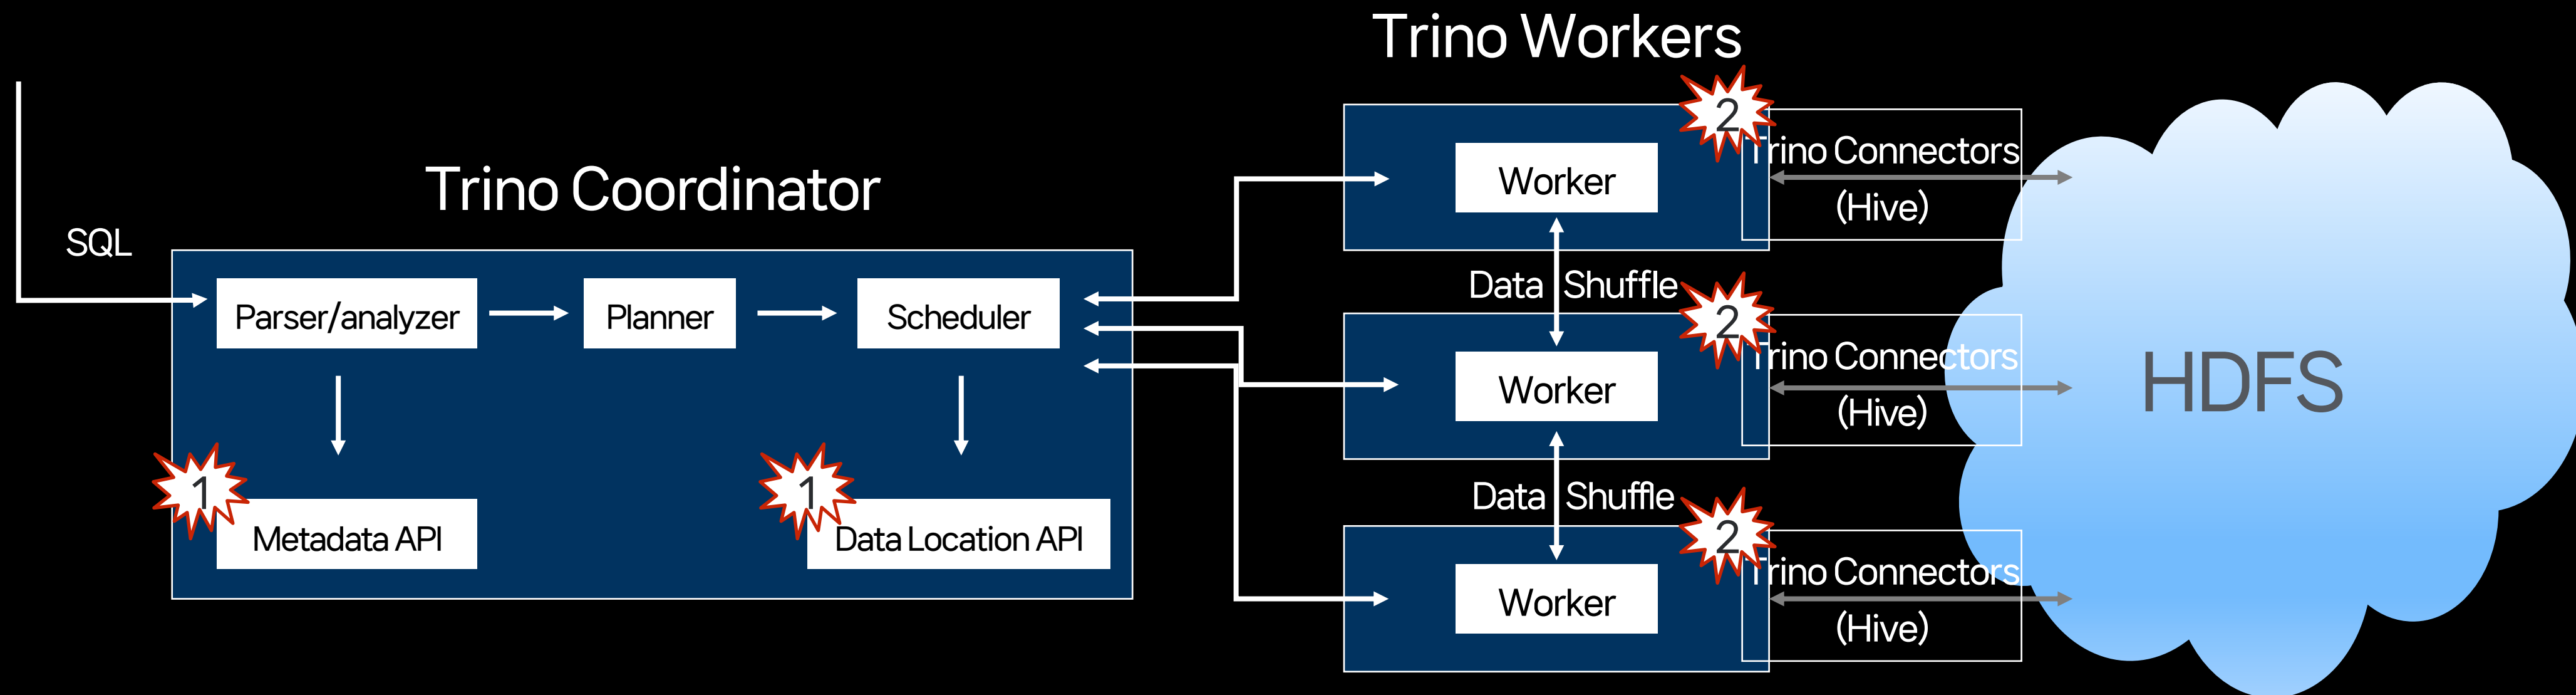 Trino Workers
Trino Coordinator
SQL
Parser/analyzer
Planner
Scheduler
1
Metadata API
1
Data Location API
2
Worker
Trino Connectors
(Hive)
Data Shuffle
2
Worker
Trino Connectors
(Hive)
Data Shuffle
2
Worker
Trino Connectors
(Hive)
HDFS